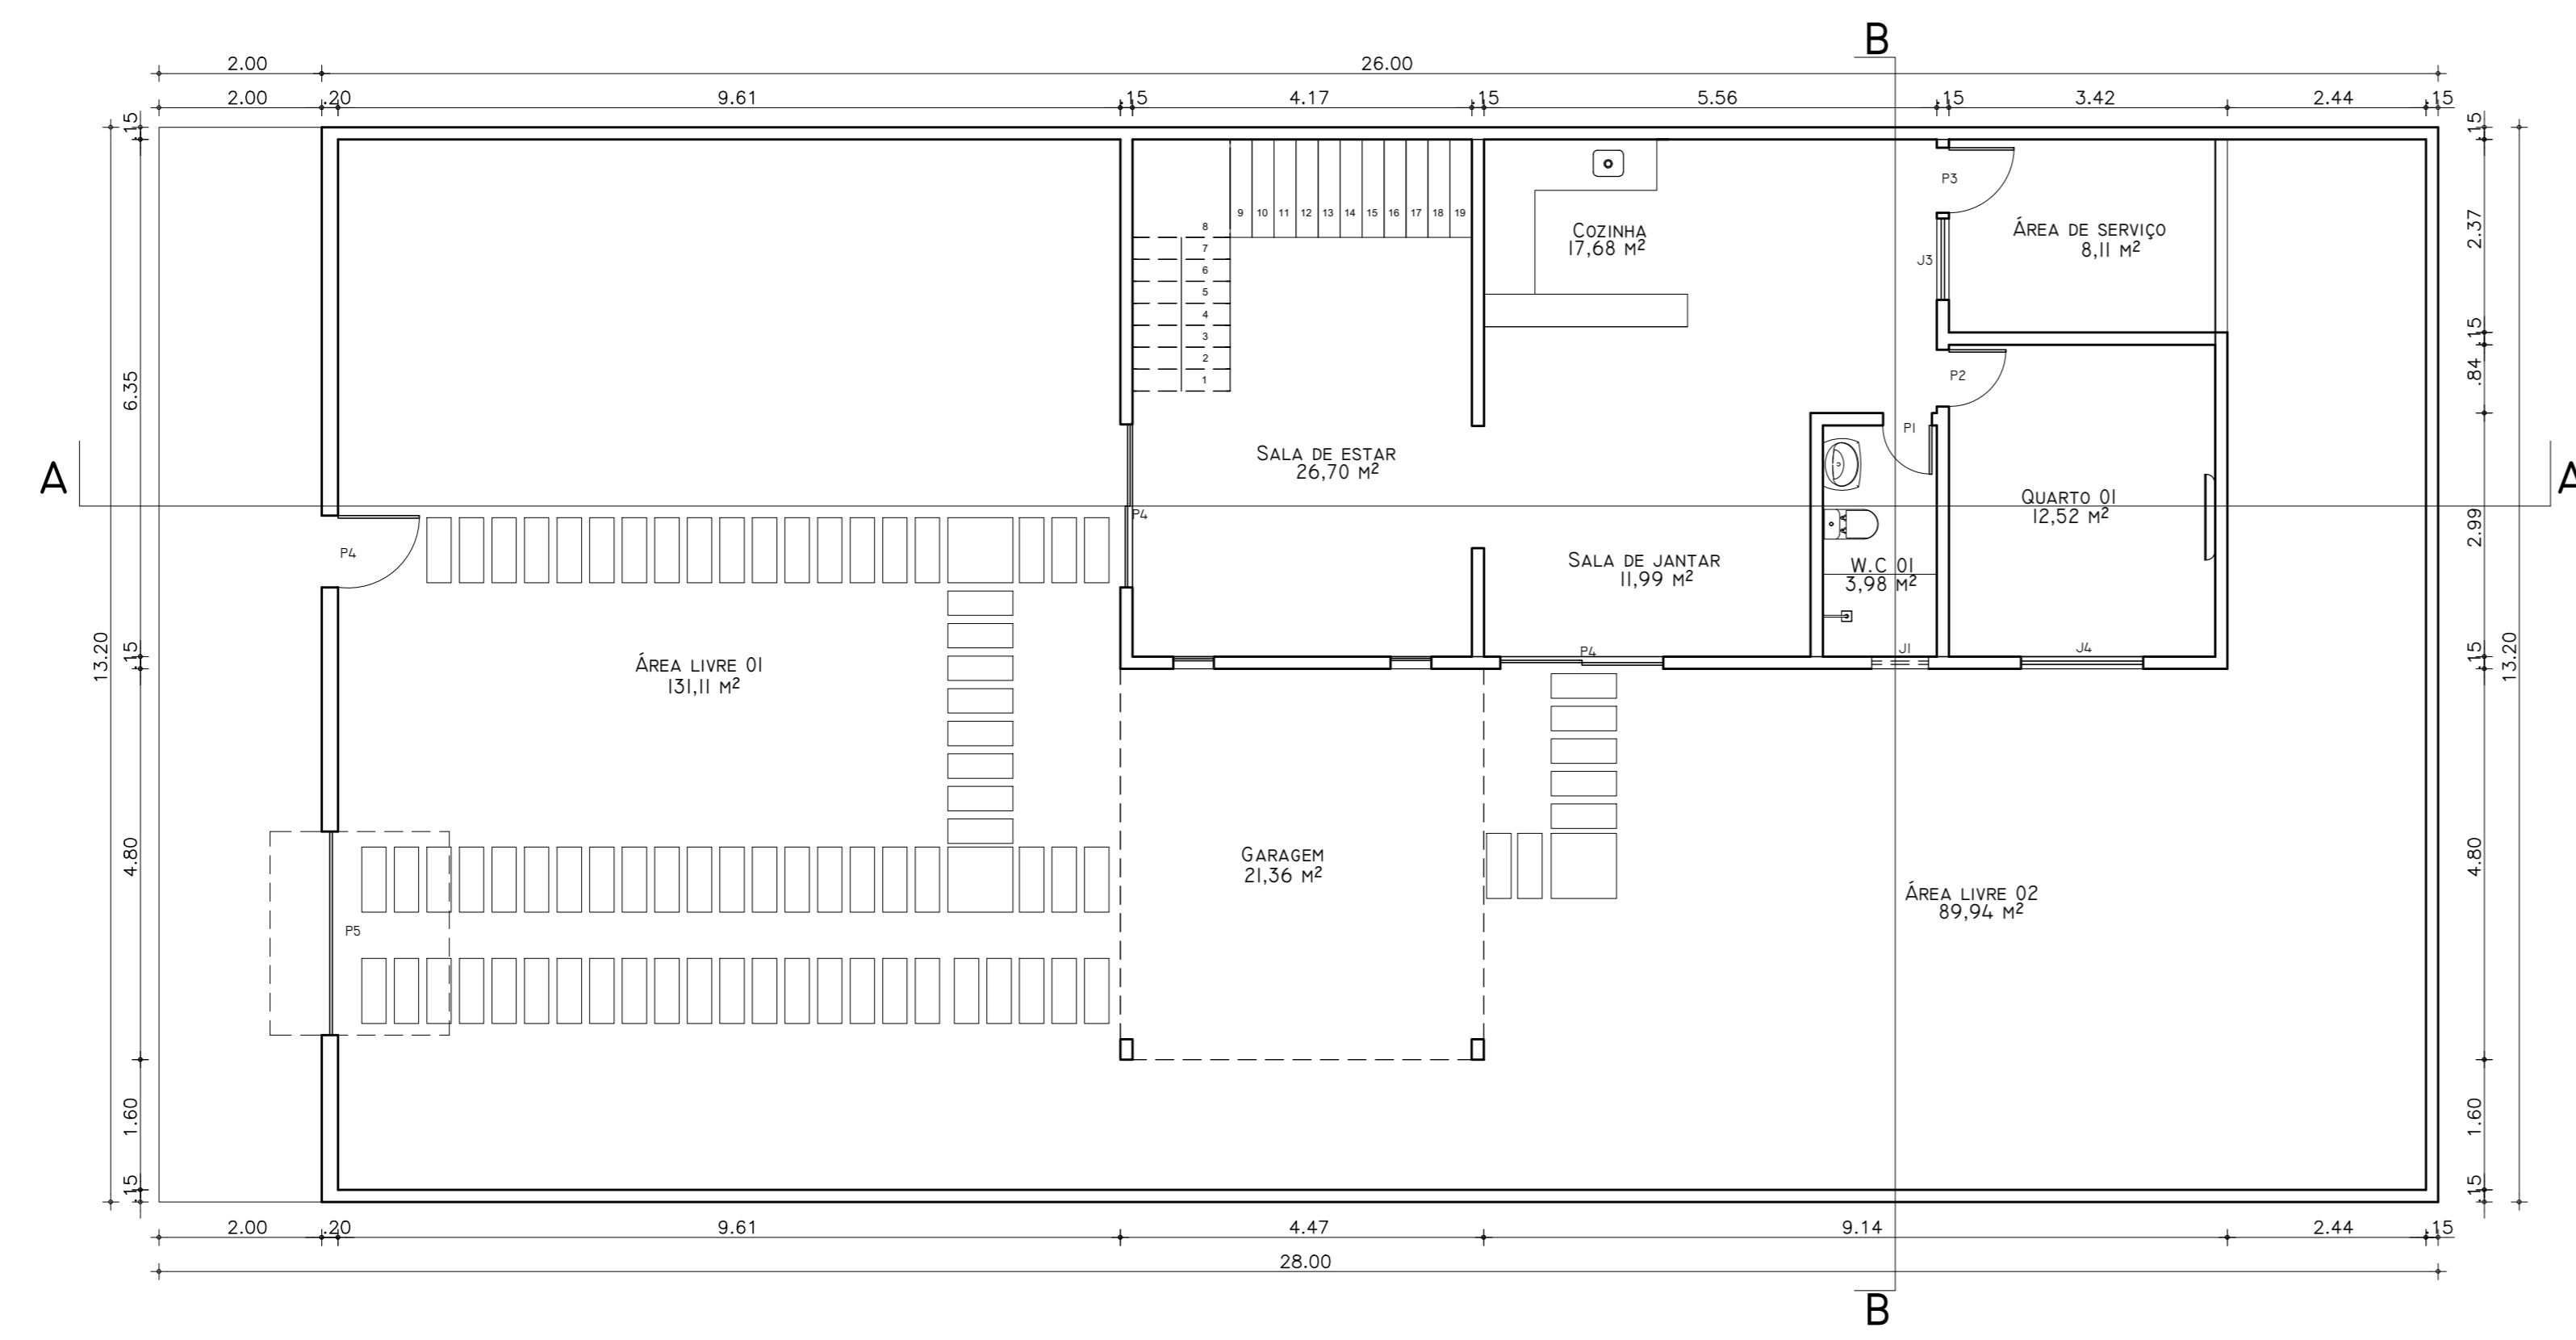 B
2.00
26.00
2.00
.20
9.61
.15
4.17
.15
5.56
.15
3.42
2.44
.15
.15
.15
9
10
11
12
13
14
15
16
17
18
19
8
7
6
5
4
3
2
1
Cozinha
17,68 m²
P3
Área de serviço
8,11 m²
J3
2.37
.15
P2
.84
6.35
P1
A
Sala de estar
26,70 m²
A
P4
Quarto 01
12,52 m²
2.99
P4
Sala de jantar
11,99 m²
W.C 01
3,98 m²
P4
J1
J4
.15
.15
13.20
13.20
Área livre 01
131,11 m²
Garagem
21,36 m²
4.80
4.80
Área livre 02
89,94 m²
P5
1.60
1.60
.15
.15
2.00
.20
9.61
4.47
9.14
2.44
.15
28.00
B